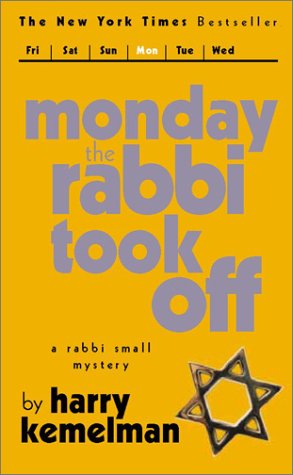 The New York Times Bestseller
Fri Sat Sun Mon Tue Wed
monday
the
rabbi
took
off
a rabbi small
mystery
by harry
kemelman